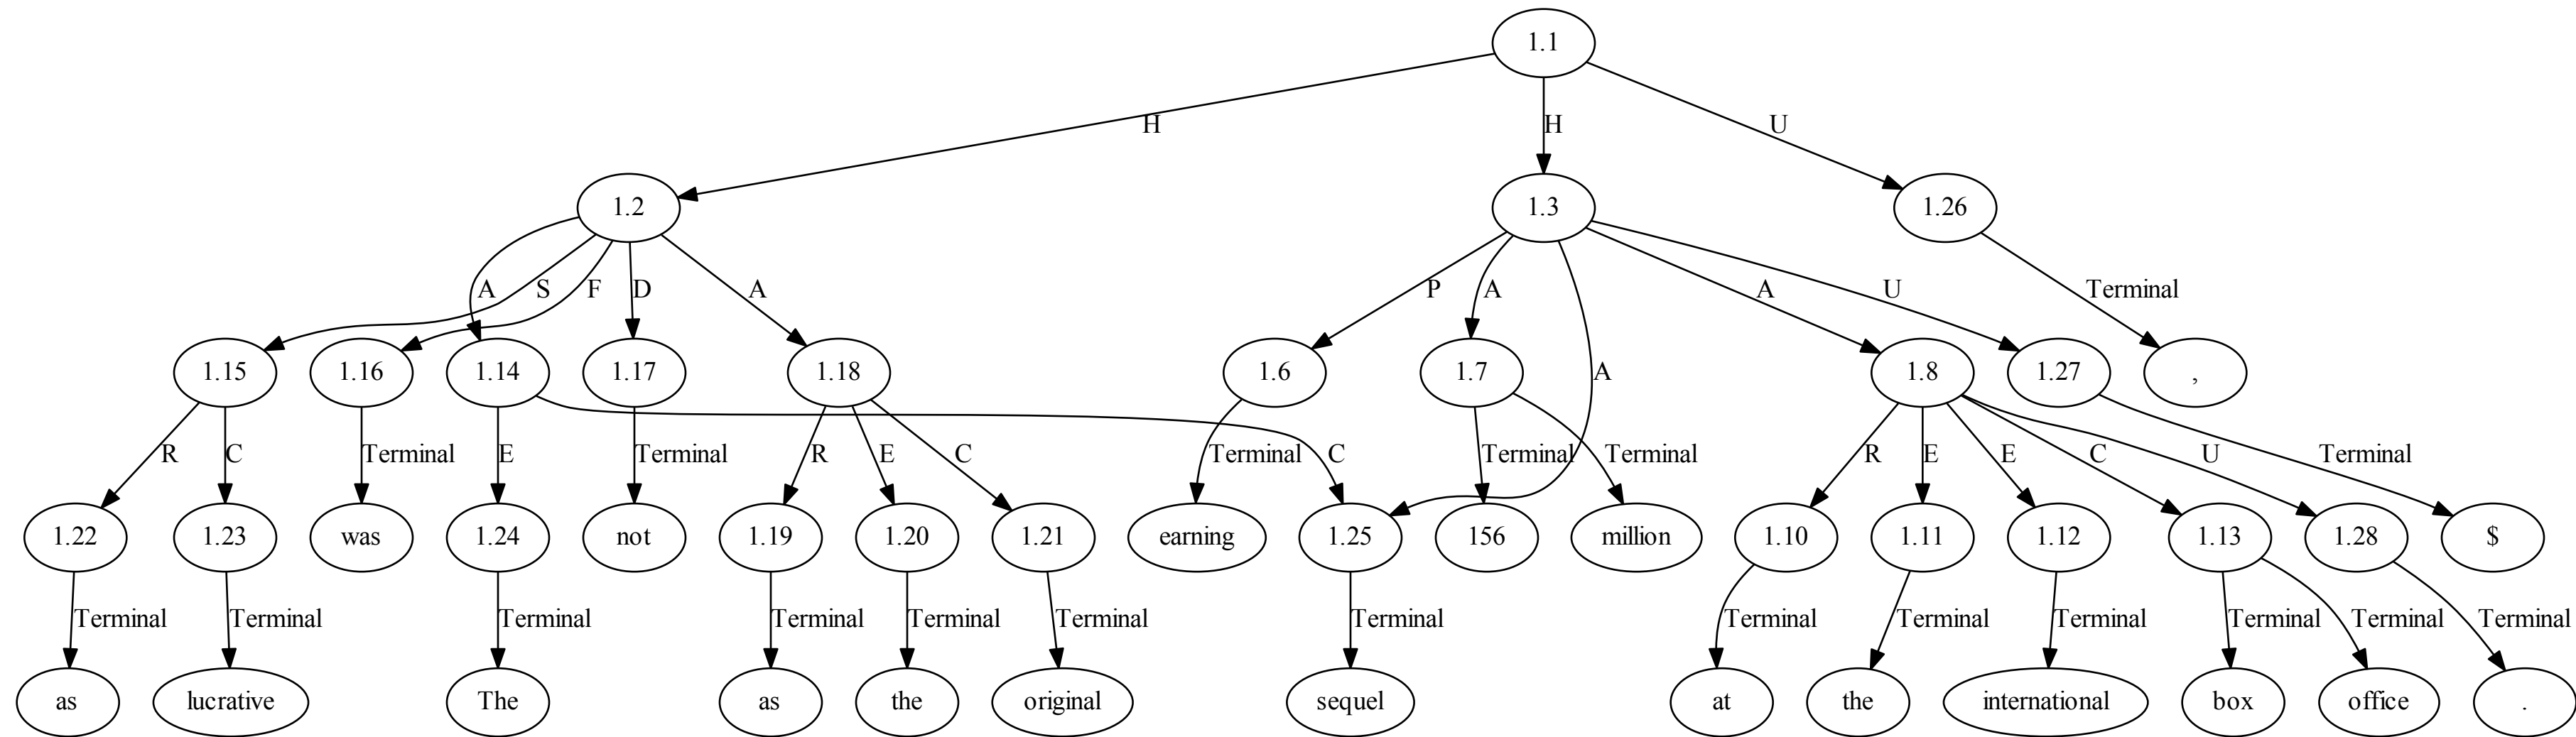 1.1
H
H
U
1.2
1.3
1.26
A
S
F
D
A
P
A
A
A
U
Terminal
1.15
1.16
1.14
1.17
1.18
1.6
1.7
1.8
1.27
,
R
C
Terminal
E
Terminal
R
E
C
Terminal
C
Terminal
Terminal
R
E
E
C
U
Terminal
1.22
1.23
was
1.24
not
1.19
1.20
1.21
earning
1.25
156
million
1.10
1.11
1.12
1.13
1.28
$
Terminal
Terminal
Terminal
Terminal
Terminal
Terminal
Terminal
Terminal
Terminal
Terminal
Terminal
Terminal
Terminal
as
lucrative
The
as
the
original
sequel
at
the
international
box
office
.